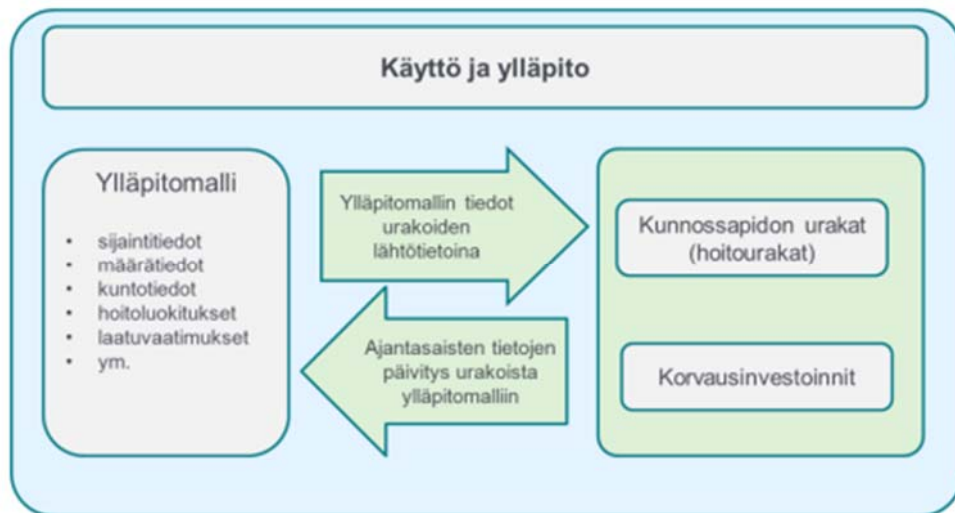 Käyttö ja ylläpito
Ylläpitomalli
• sijaintitiedot
• määrätiedot
• kuntotiedot
• hoitoluokitukset
• laatuvaatimukset
• ym.
Ylläpitomallin tiedot
urakoiden
lähtötietoina
Ajantasaisten tietojen
päivitys urakoista
ylläpitomalliin
Kunnossapidon urakat
(hoitourakat)
Korvausinvestoinnit